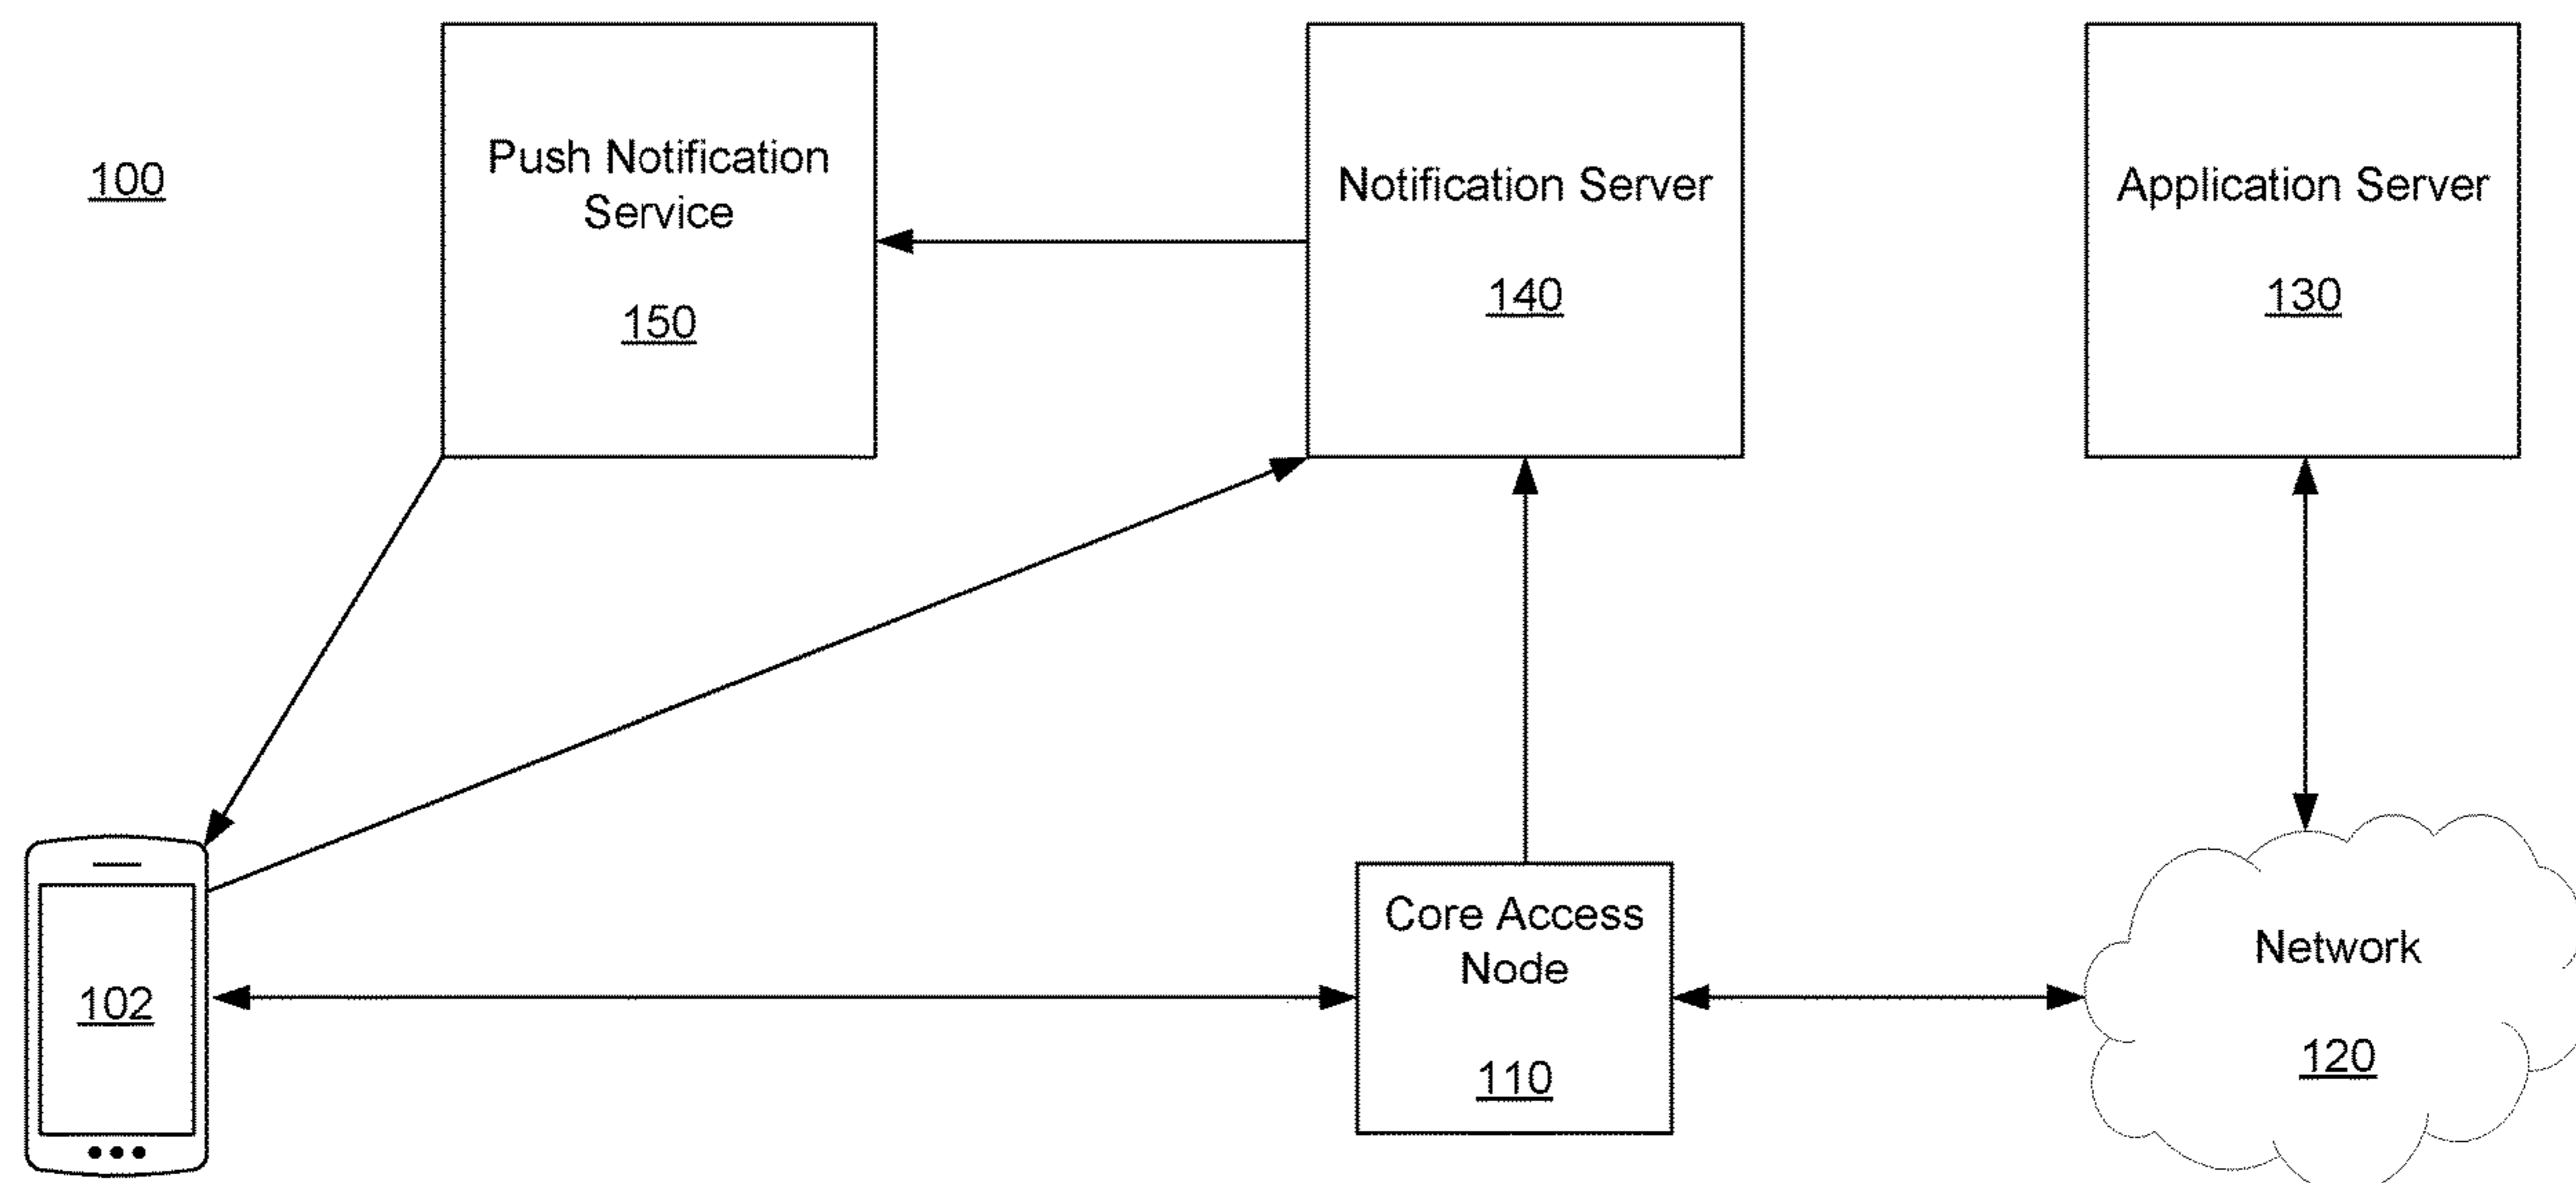 100
Push Notification
Service
150
Notification Server
140
Application Server
130
102
Core Access
Node
110
Network
120